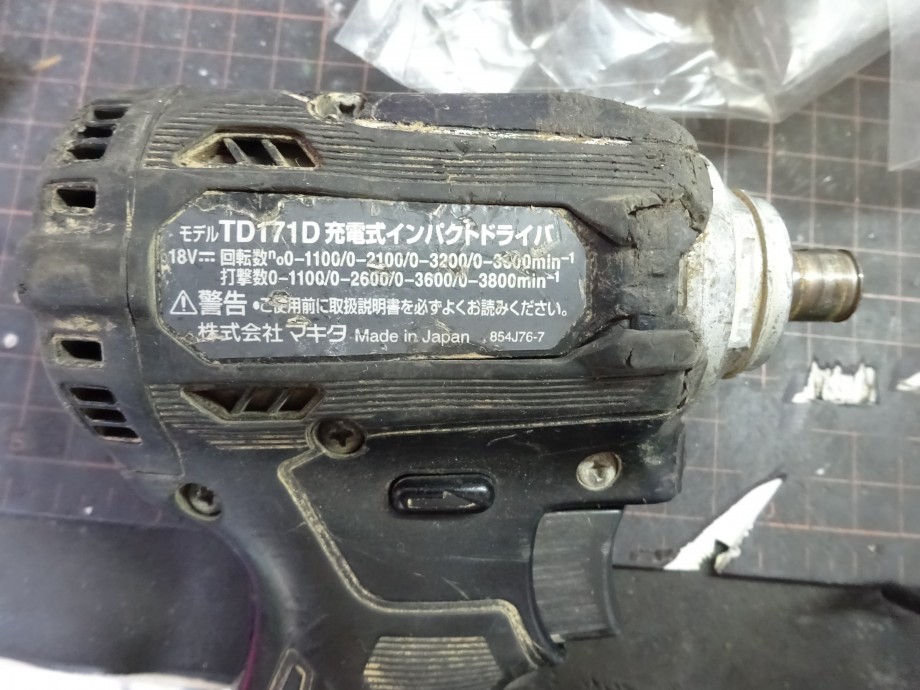 モデル TD171D 充電式インパクトドライバ
18V⎓ 回転数n₀0-1100/0-2100/0-3200/0-3300min⁻¹
打撃数0-1100/0-2600/0-3600/0-3800min⁻¹
⚠警告 •ご使用前に取扱説明書を必ずよくお読みください。
株式会社 マキタ Made in Japan 854J76-7